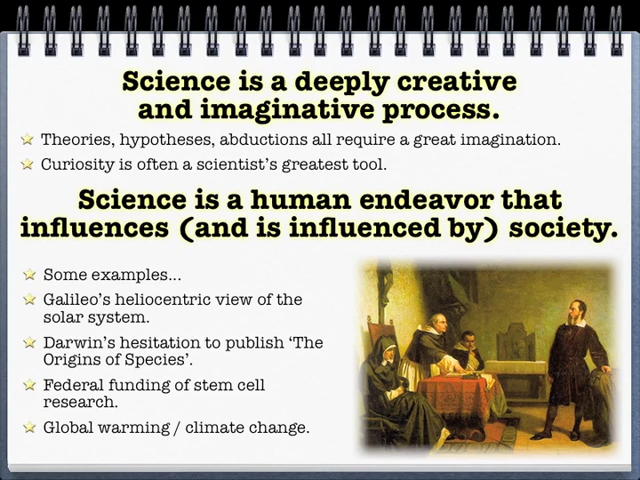 Science is a deeply creative
and imaginative process.
Theories, hypotheses, abductions all require a great imagination.
Curiosity is often a scientist's greatest tool.
Science is a human endeavor that
influences (and is influenced by) society.
Some examples...
Galileo's heliocentric view of the
solar system.
Darwin's hesitation to publish 'The
Origins of Species'.
Federal funding of stem cell
research.
Global warming / climate change.